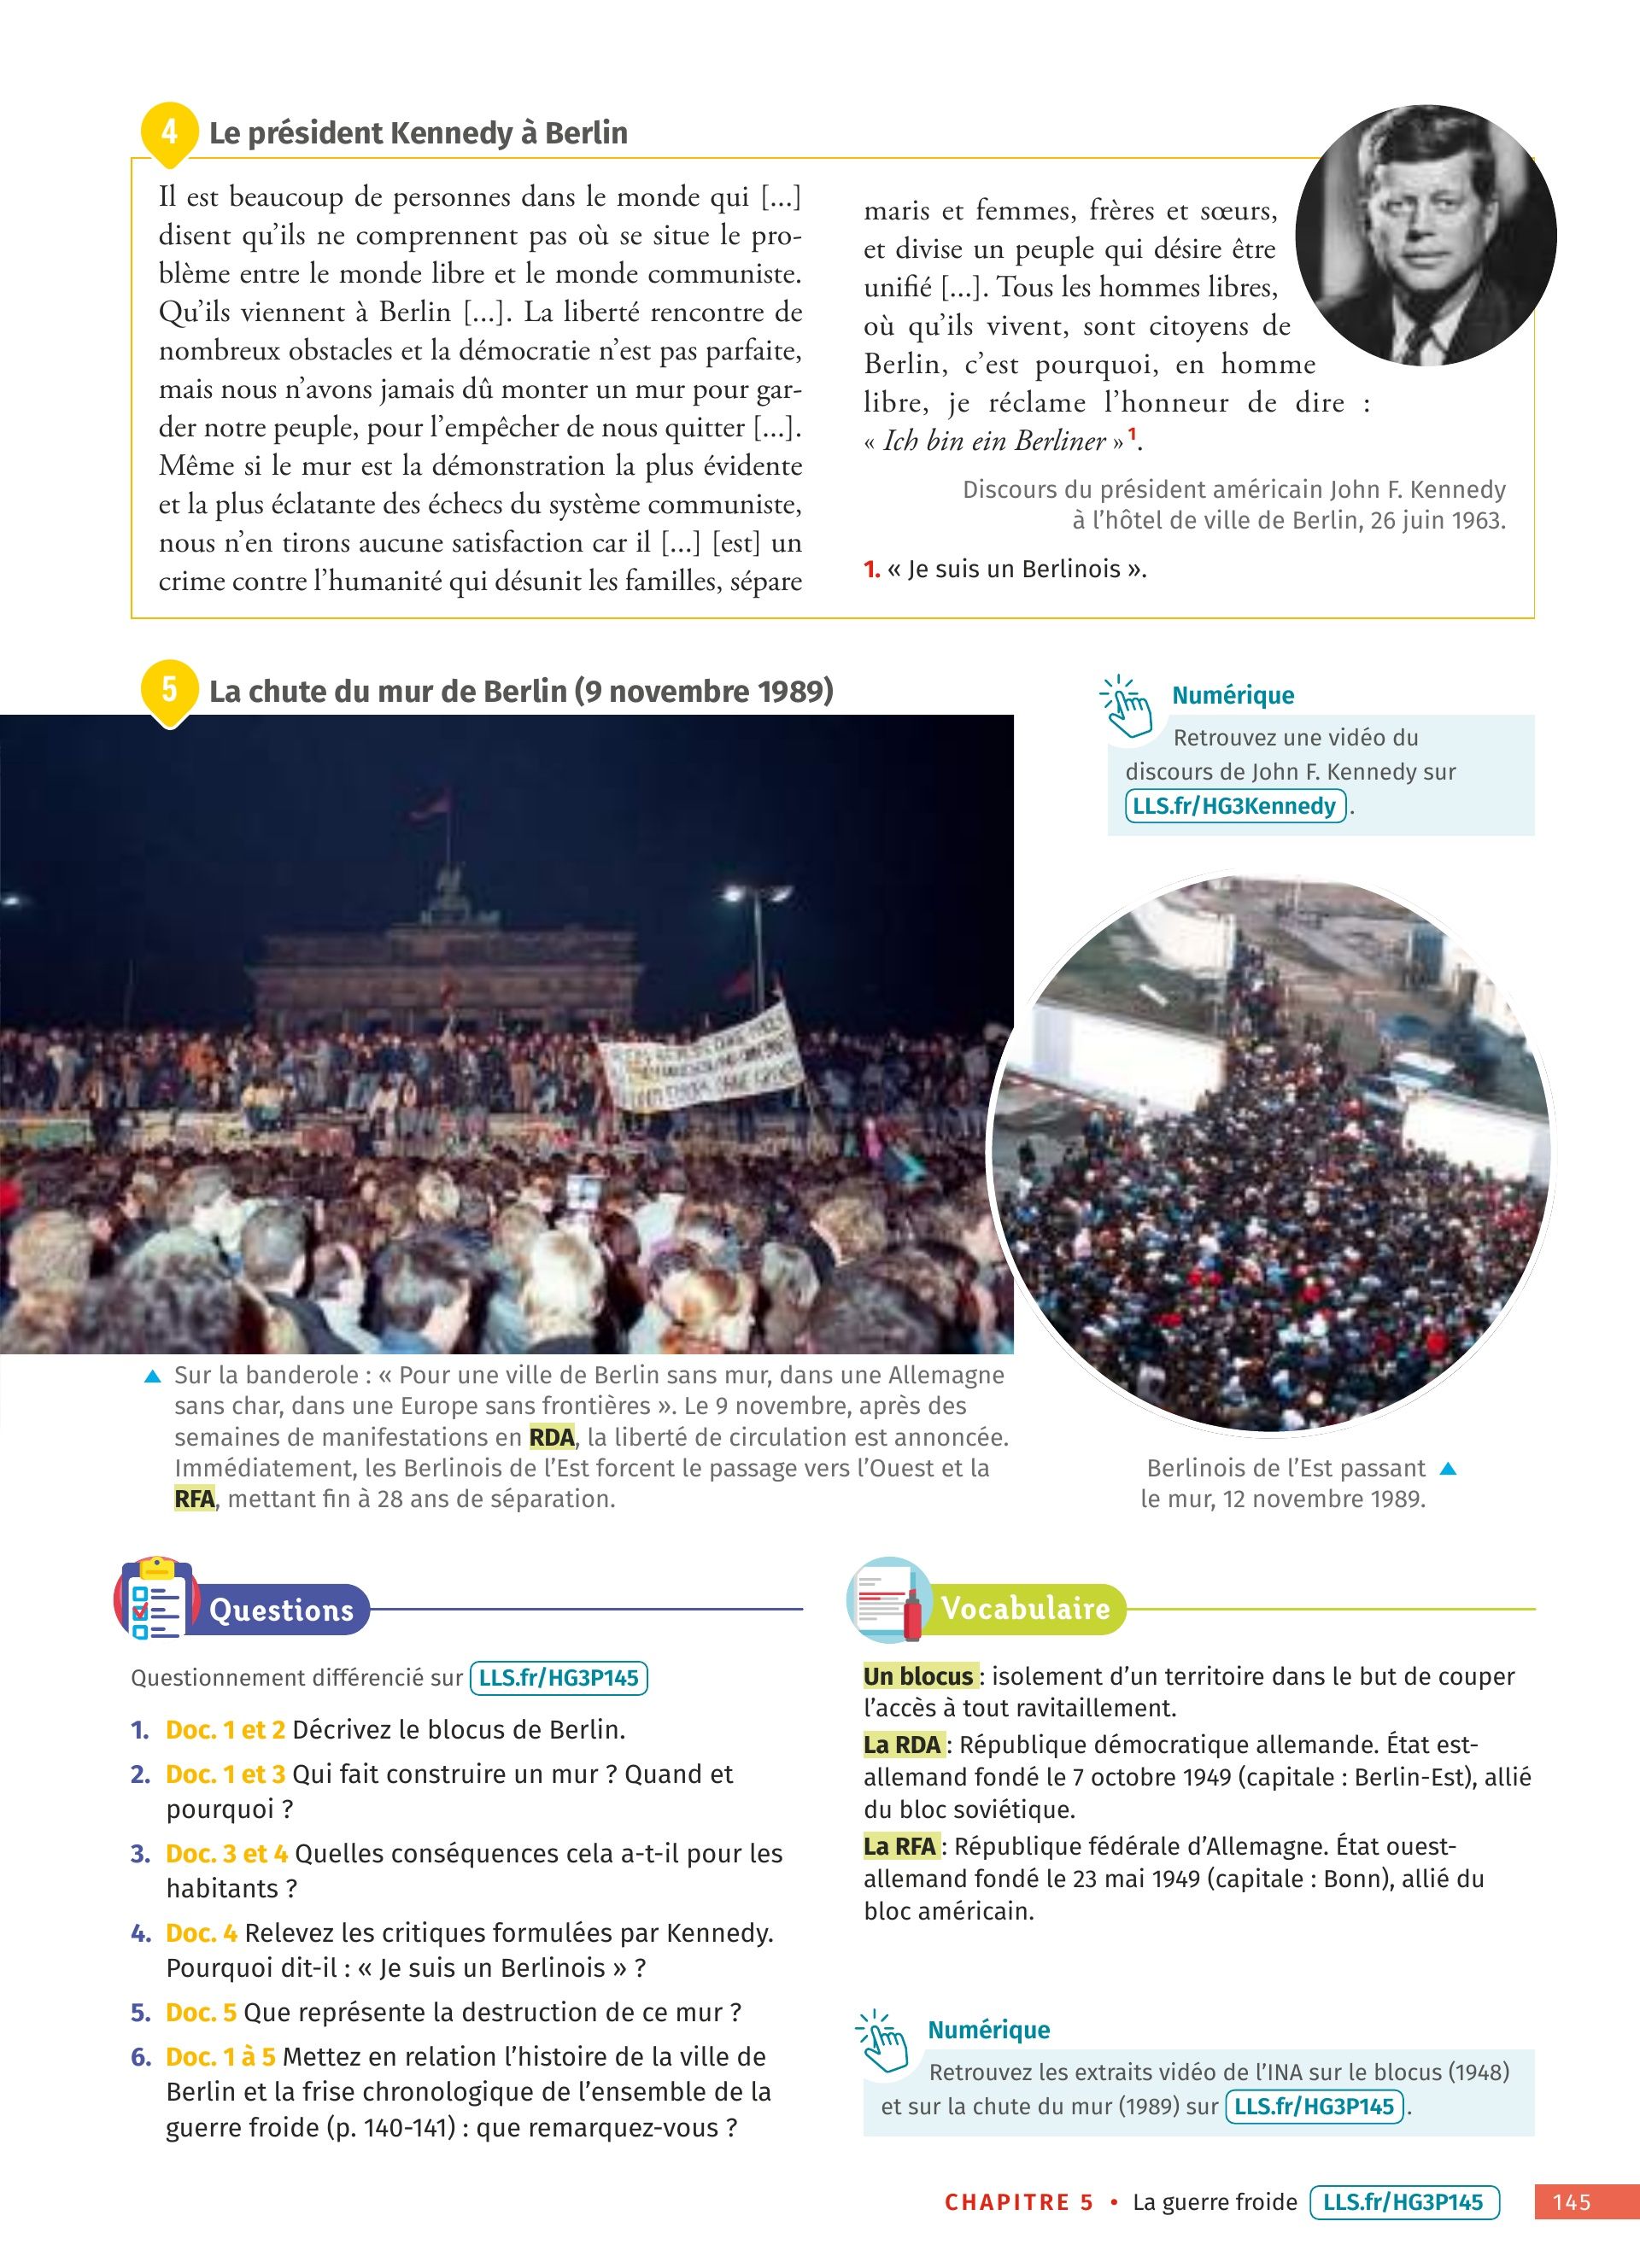 4
Le président Kennedy à Berlin
Il est beaucoup de personnes dans le monde qui [...]
disent qu’ils ne comprennent pas où se situe le pro-
blème entre le monde libre et le monde communiste.
Qu’ils viennent à Berlin [...]. La liberté rencontre de
nombreux obstacles et la démocratie n’est pas parfaite,
mais nous n’avons jamais dû monter un mur pour gar-
der notre peuple, pour l’empêcher de nous quitter [...].
Même si le mur est la démonstration la plus évidente
et la plus éclatante des échecs du système communiste,
nous n’en tirons aucune satisfaction car il [...] [est] un
crime contre l’humanité qui désunit les familles, sépare
maris et femmes, frères et sœurs,
et divise un peuple qui désire être
unifié [...]. Tous les hommes libres,
où qu’ils vivent, sont citoyens de
Berlin, c’est pourquoi, en homme
libre, je réclame l’honneur de dire :
« Ich bin ein Berliner »1.
Discours du président américain John F. Kennedy
à l’hôtel de ville de Berlin, 26 juin 1963.
1. « Je suis un Berlinois ».
5
La chute du mur de Berlin (9 novembre 1989)
Numérique
Retrouvez une vidéo du
discours de John F. Kennedy sur
LLS.fr/HG3Kennedy.
Sur la banderole : « Pour une ville de Berlin sans mur, dans une Allemagne
sans char, dans une Europe sans frontières ». Le 9 novembre, après des
semaines de manifestations en RDA, la liberté de circulation est annoncée.
Immédiatement, les Berlinois de l’Est forcent le passage vers l’Ouest et la
RFA, mettant fin à 28 ans de séparation.
Berlinois de l’Est passant
le mur, 12 novembre 1989.
Questions
Questionnement différencié sur LLS.fr/HG3P145
1. Doc. 1 et 2 Décrivez le blocus de Berlin.
2. Doc. 1 et 3 Qui fait construire un mur ? Quand et
pourquoi ?
3. Doc. 3 et 4 Quelles conséquences cela a-t-il pour les
habitants ?
4. Doc. 4 Relevez les critiques formulées par Kennedy.
Pourquoi dit-il : « Je suis un Berlinois » ?
5. Doc. 5 Que représente la destruction de ce mur ?
6. Doc. 1 à 5 Mettez en relation l’histoire de la ville de
Berlin et la frise chronologique de l’ensemble de la
guerre froide (p. 140-141) : que remarquez-vous ?
Vocabulaire
Un blocus : isolement d’un territoire dans le but de couper
l’accès à tout ravitaillement.
La RDA : République démocratique allemande. État est-
allemand fondé le 7 octobre 1949 (capitale : Berlin-Est), allié
du bloc soviétique.
La RFA : République fédérale d’Allemagne. État ouest-
allemand fondé le 23 mai 1949 (capitale : Bonn), allié du
bloc américain.
Numérique
Retrouvez les extraits vidéo de l’INA sur le blocus (1948)
et sur la chute du mur (1989) sur LLS.fr/HG3P145.
CHAPITRE 5 • La guerre froide LLS.fr/HG3P145 145